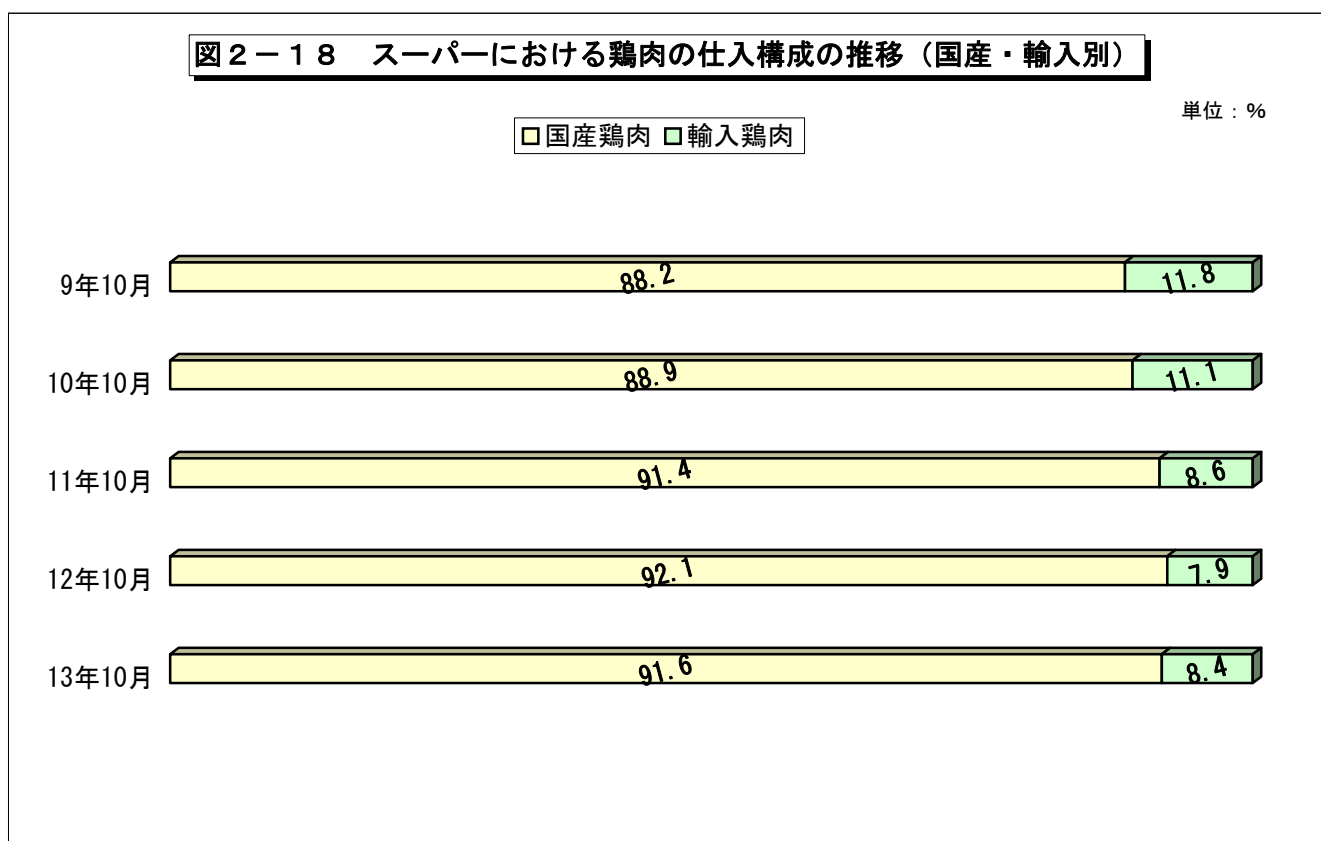 図２－１８　スーパーにおける鶏肉の仕入構成の推移（国産・輸入別）
単位：%
国産鶏肉 輸入鶏肉
9年10月 88.2 11.8
10年10月 88.9 11.1
11年10月 91.4 8.6
12年10月 92.1 7.9
13年10月 91.6 8.4